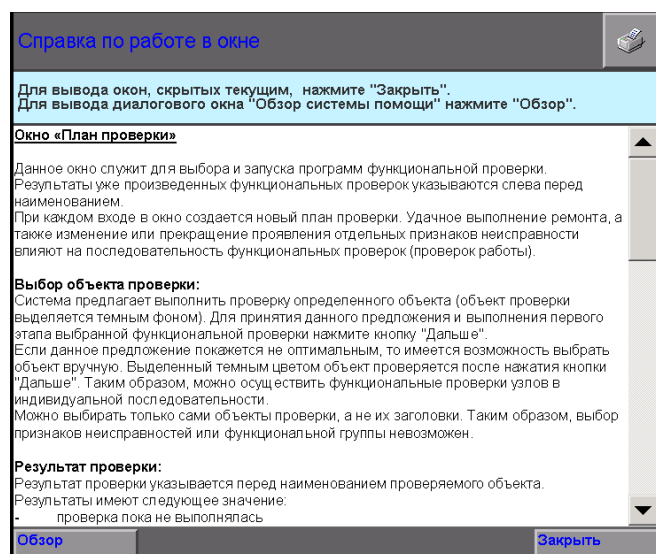 Справка по работе в окне
Для вывода окон, скрытых текущим, нажмите "Закрыть".
Для вывода диалогового окна "Обзор системы помощи" нажмите "Обзор".
Окно «План проверки»
Данное окно служит для выбора и запуска программ функциональной проверки.
Результаты уже произведенных функциональных проверок указываются слева перед
наименованием.
При каждом входе в окно создается новый план проверки. Удачное выполнение ремонта, а
также изменение или прекращение проявления отдельных признаков неисправности
влияют на последовательность функциональных проверок (проверок работы).
Выбор объекта проверки:
Система предлагает выполнить проверку определенного объекта (объект проверки
выделяется темным фоном). Для принятия данного предложения и выполнения первого
этапа выбранной функциональной проверки нажмите кнопку "Дальше".
Если данное предложение покажется не оптимальным, то имеется возможность выбрать
объект вручную. Выделенный темным цветом объект проверяется после нажатия кнопки
"Дальше". Таким образом, можно осуществить функциональные проверки узлов в
индивидуальной последовательности.
Можно выбирать только сами объекты проверки, а не их заголовки. Таким образом, выбор
признаков неисправностей или функциональной группы невозможен.
Результат проверки:
Результат проверки указывается перед наименованием проверяемого объекта.
Результаты имеют следующее значение:
- проверка пока не выполнялась
Обзор
Закрыть